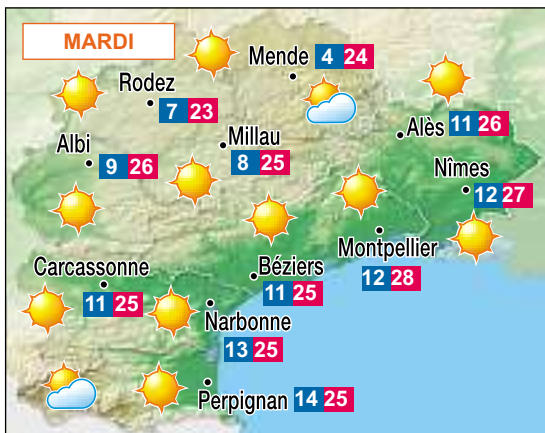 MARDI
Mende 4 24
Rodez
7 23
Alès 11 26
Millau
8 25
Albi
9 26
Nîmes
12 27
Montpellier
12 28
Carcassonne
11 25
Béziers
11 25
Narbonne
13 25
Perpignan 14 25